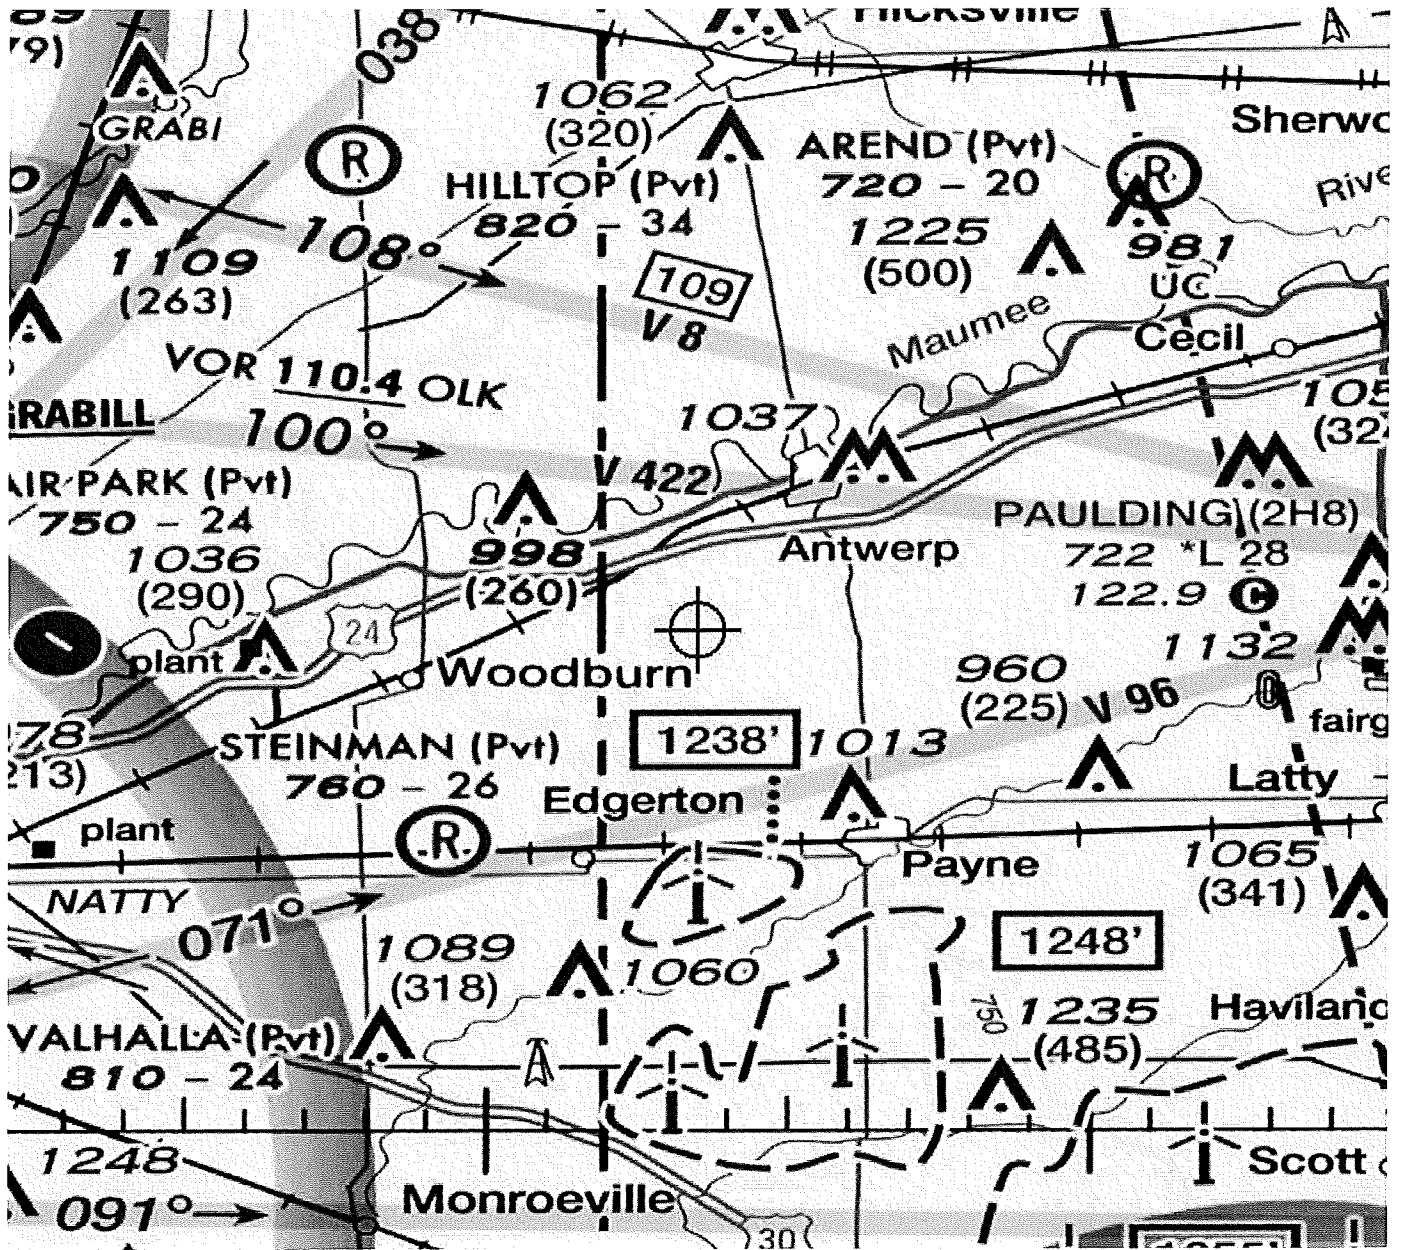 79)
038
Hicksville
GRABI
1062
(320)
R
AREND (Pvt)
720 - 20
R
Sherwo
Rive
HILLTOP (Pvt)
820 - 34
1109
(263)
108°
1225
(500)
981
UC
109
V 8
Maumee
Cecil
VOR 110.4 OLK
GRABILL
100°
1037
105
(324
V 422
AIR PARK (Pvt)
750 - 24
1036
(290)
998
(260)
Antwerp
PAULDING (2H8)
722 *L 28
122.9 C
1132
24
plant
Woodburn
960
(225)
V 96
fairg
78
213)
STEINMAN (Pvt)
760 - 26
1238'
1013
Edgerton
Latty
plant
R
Payne
1065
(341)
NATTY
071°
1089
(318)
1060
1248'
750
1235
(485)
Haviland
VALHALLA (Pvt)
810 - 24
1248
091°
Monroeville
30
Scott